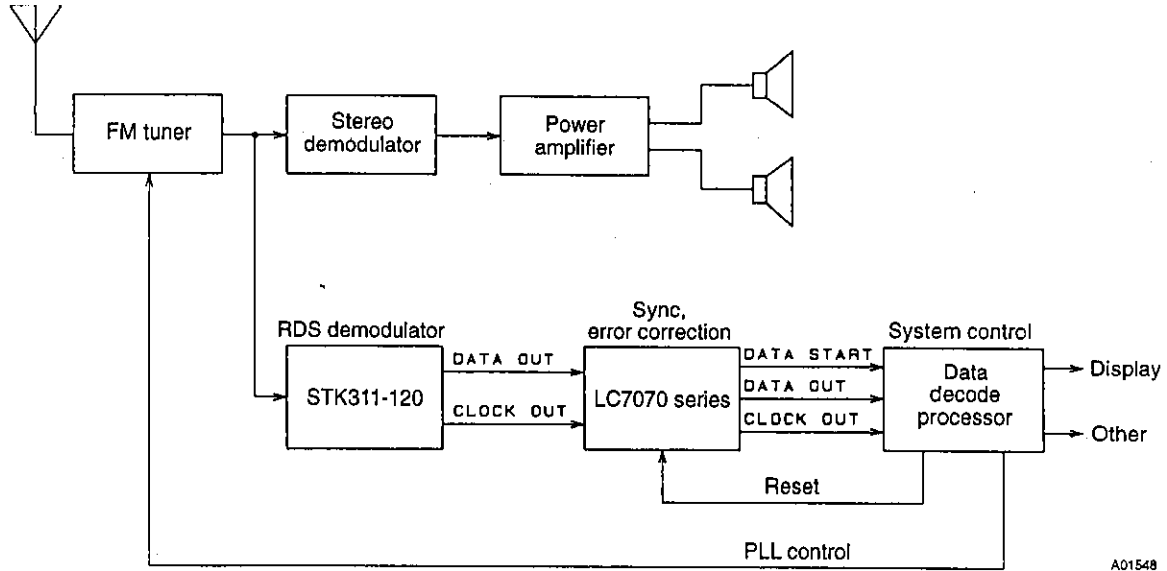 FM tuner
Stereo
demodulator
Power
amplifier
RDS demodulator
STK311-120
DATA OUT
CLOCK OUT
Sync,
error correction
LC7070 series
DATA START
DATA OUT
CLOCK OUT
System control
Data
decode
processor
Display
Other
Reset
PLL control
A01548